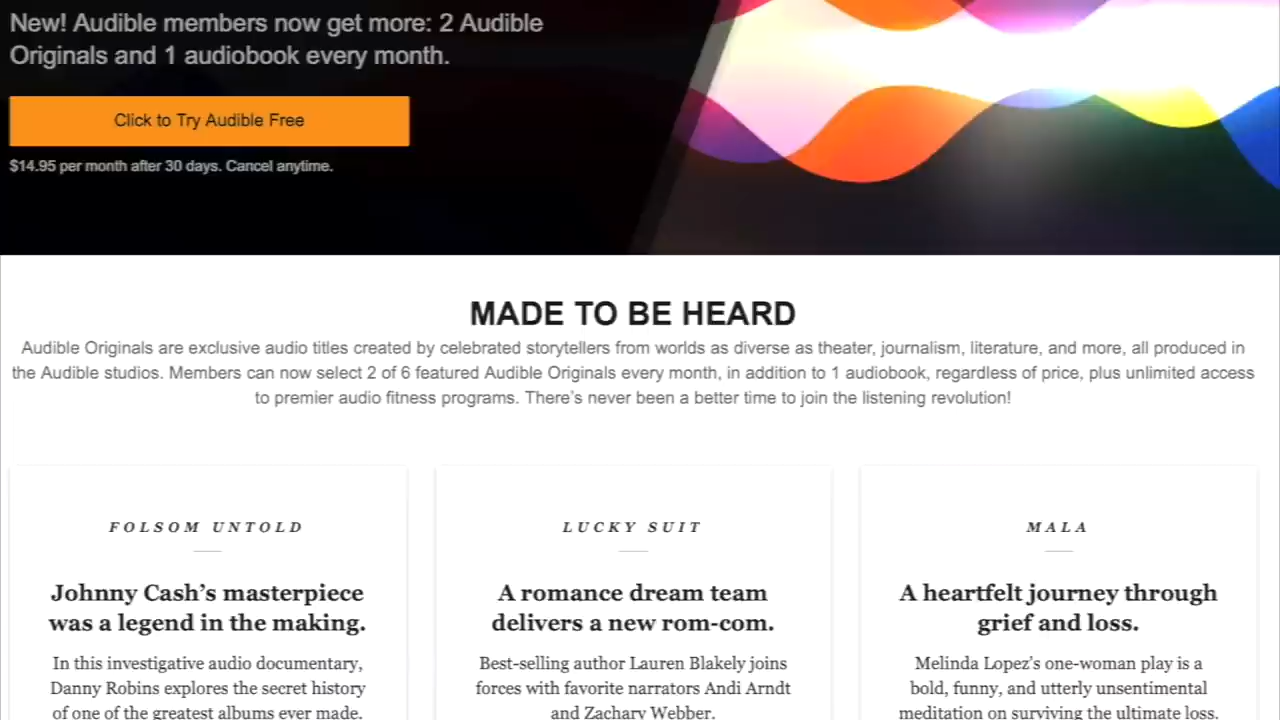 New! Audible members now get more: 2 Audible
Originals and 1 audiobook every month.
Click to Try Audible Free
$14.95 per month after 30 days. Cancel anytime.
MADE TO BE HEARD
Audible Originals are exclusive audio titles created by celebrated storytellers from worlds as diverse as theater, journalism, literature, and more, all produced in
the Audible studios. Members can now select 2 of 6 featured Audible Originals every month, in addition to 1 audiobook, regardless of price, plus unlimited access
to premier audio fitness programs. There’s never been a better time to join the listening revolution!
FOLSOM UNTOLD
Johnny Cash’s masterpiece
was a legend in the making.
In this investigative audio documentary,
Danny Robins explores the secret history
of one of the greatest albums ever made.
LUCKY SUIT
A romance dream team
delivers a new rom-com.
Best-selling author Lauren Blakely joins
forces with favorite narrators Andi Arndt
and Zachary Webber.
MALA
A heartfelt journey through
grief and loss.
Melinda Lopez’s one-woman play is a
bold, funny, and utterly unsentimental
meditation on surviving the ultimate loss.